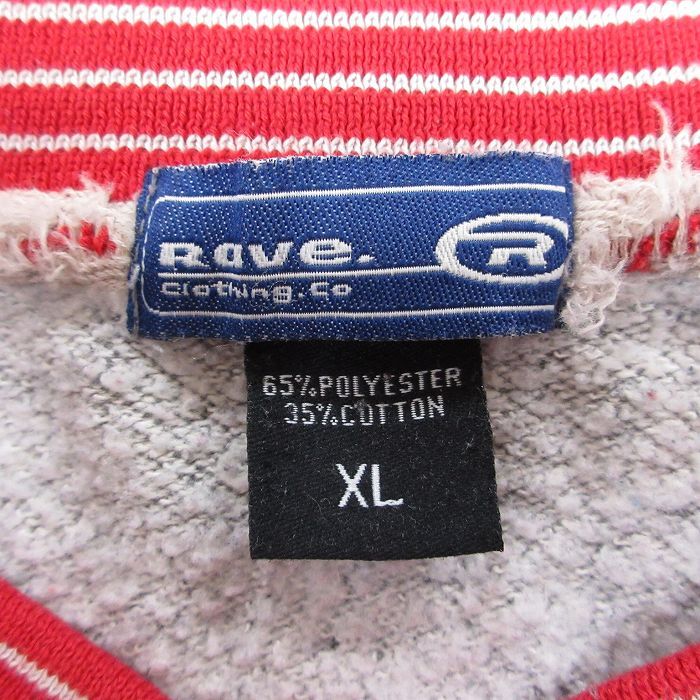 Rave. R
Clothing.Co
65%POLYESTER
35%COTTON
XL